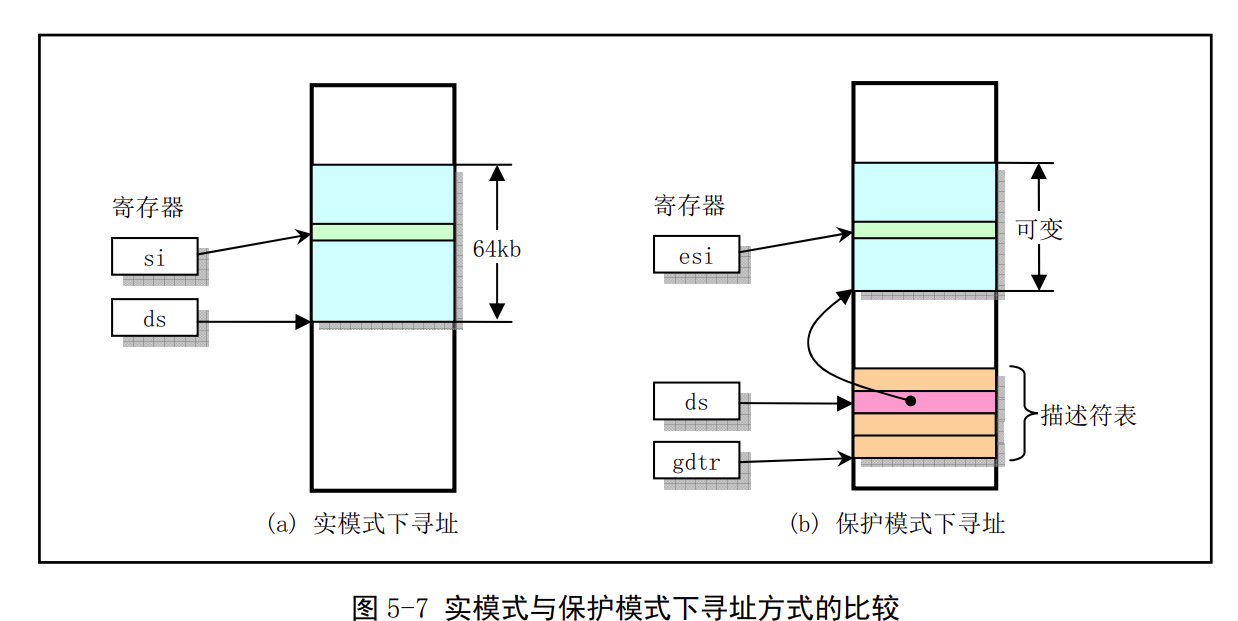 寄存器
si
ds
64kb
(a) 实模式下寻址
寄存器
esi
可变
ds
gdtr
描述符表
(b) 保护模式下寻址
图 5-7 实模式与保护模式下寻址方式的比较